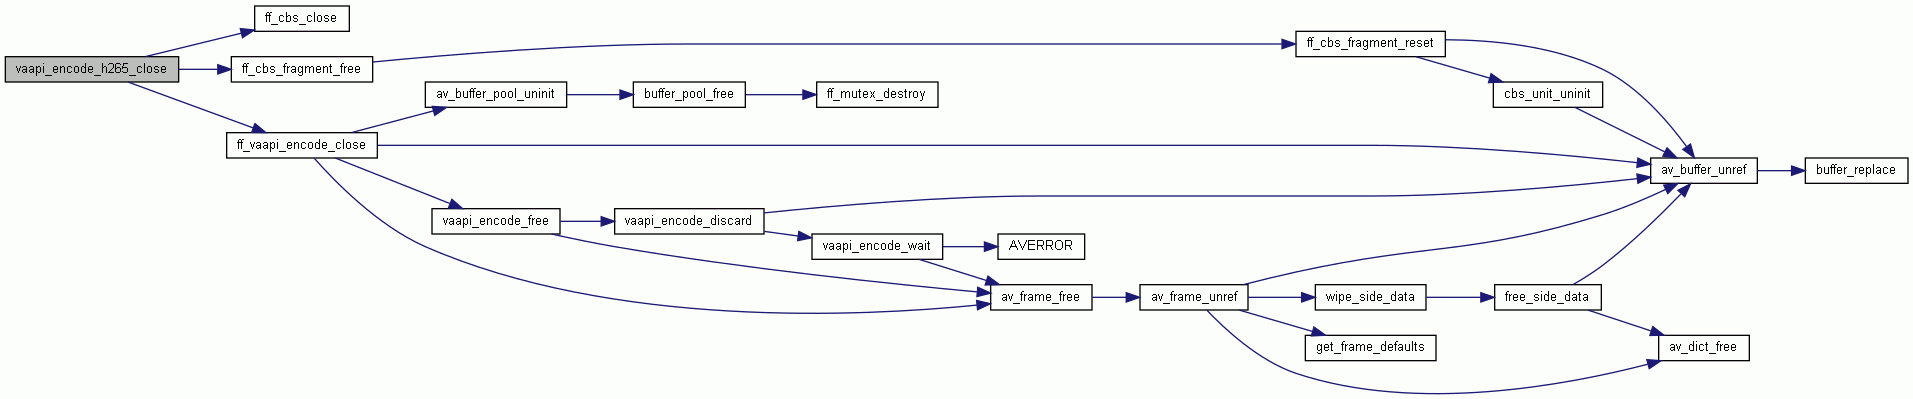 ff_cbs_close
ff_cbs_fragment_reset
vaapi_encode_h265_close
ff_cbs_fragment_free
av_buffer_pool_uninit
buffer_pool_free
ff_mutex_destroy
cbs_unit_uninit
ff_vaapi_encode_close
av_buffer_unref
buffer_replace
vaapi_encode_free
vaapi_encode_discard
vaapi_encode_wait
AVERROR
av_frame_free
av_frame_unref
wipe_side_data
free_side_data
get_frame_defaults
av_dict_free